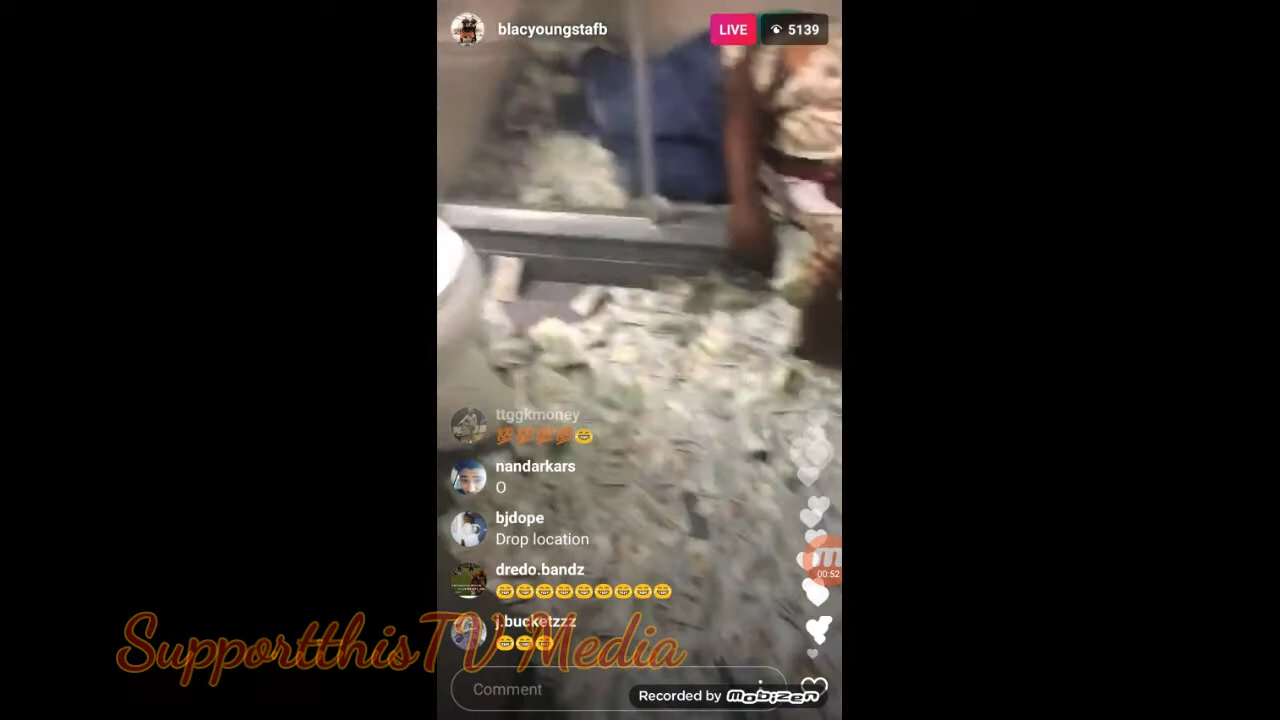 blacyoungstafb
LIVE
5139
ttggkmoney
💯💯💯💯😂
nandarkars
O
bjdope
Drop location
dredo.bandz
😂😂😂😂😂😂😂😂😂
j.bucketzzz
😂😂😂
SupportthisTV Media
00:52
Comment
Recorded by mobizen